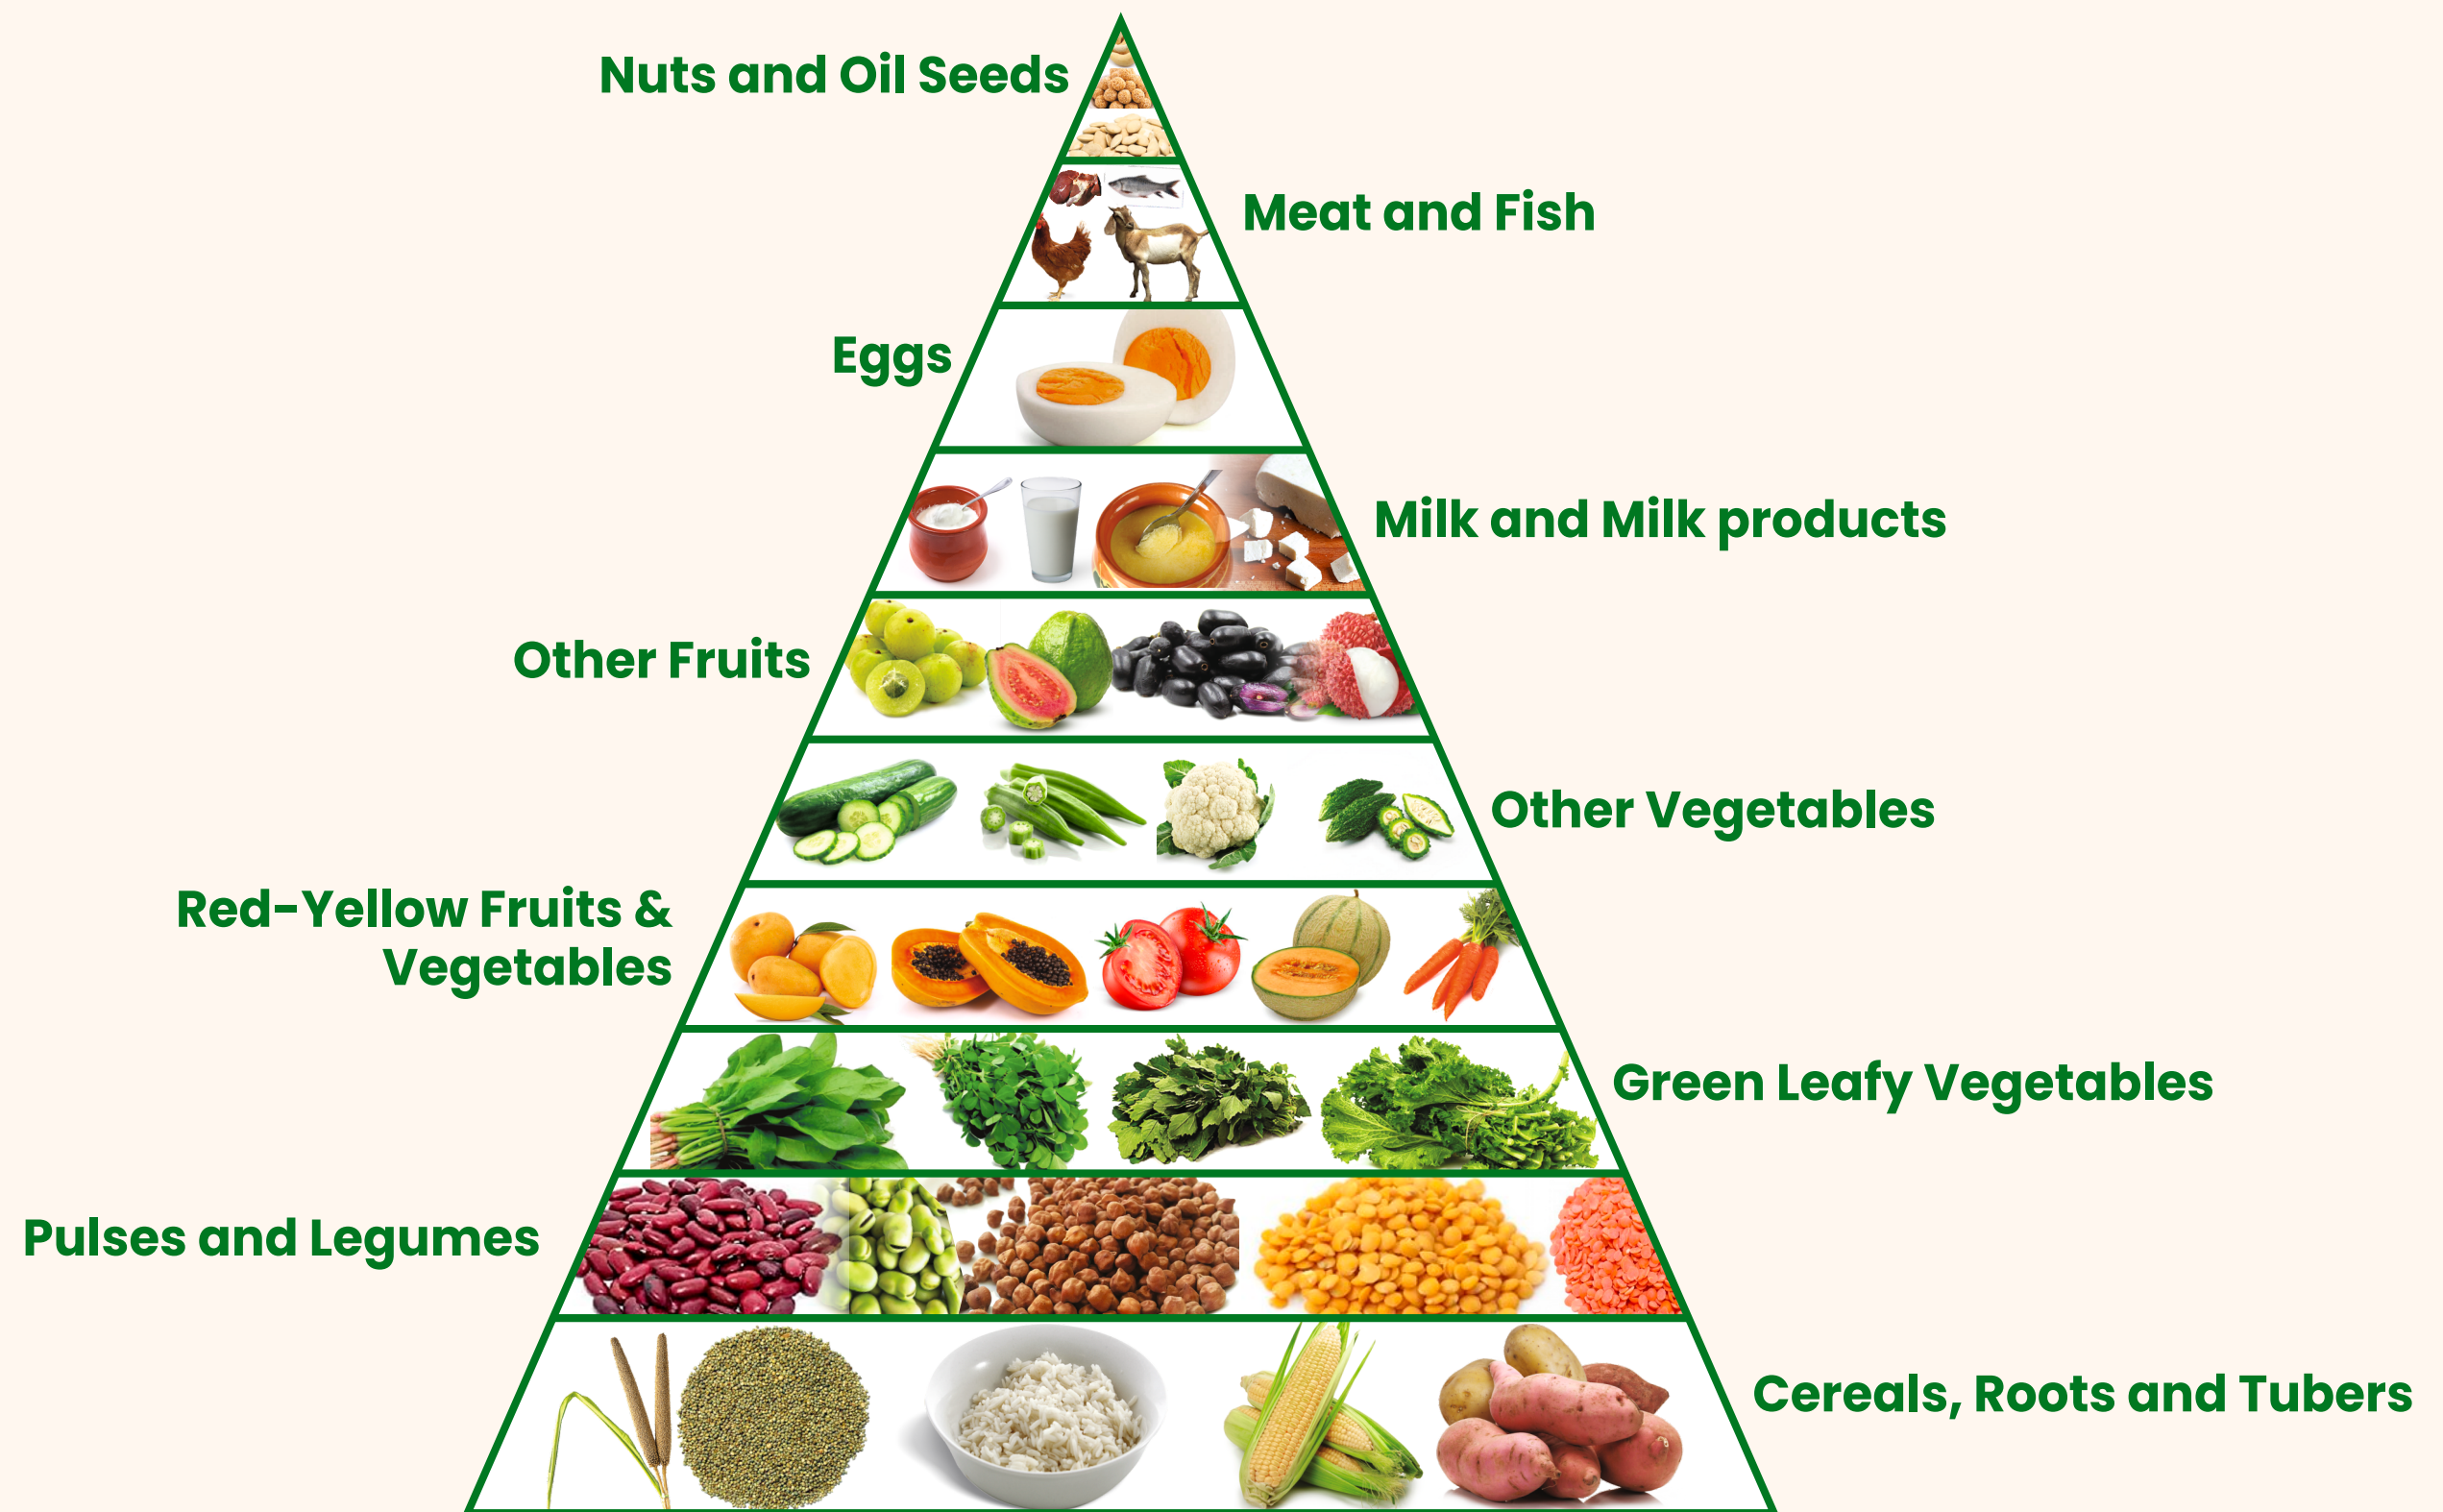 Nuts and Oil Seeds
Meat and Fish
Eggs
Milk and Milk products
Other Fruits
Other Vegetables
Red-Yellow Fruits &
Vegetables
Green Leafy Vegetables
Pulses and Legumes
Cereals, Roots and Tubers